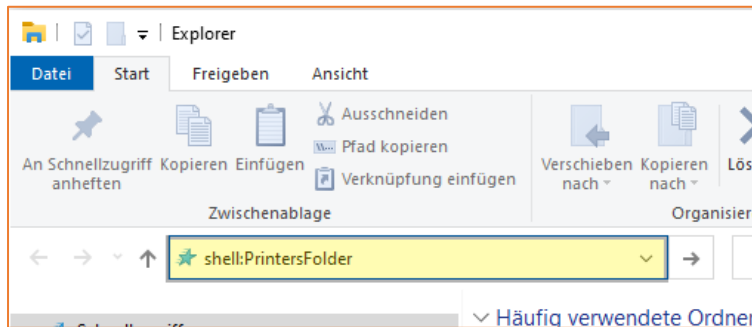 Explorer
Datei Start Freigeben Ansicht
An Schnellzugriff anheften
Kopieren
Einfügen
Ausschneiden
Pfad kopieren
Verknüpfung einfügen
Zwischenablage
Verschieben nach
Kopieren nach
Lös
Organisier
shell:PrintersFolder
Häufig verwendete Ordner